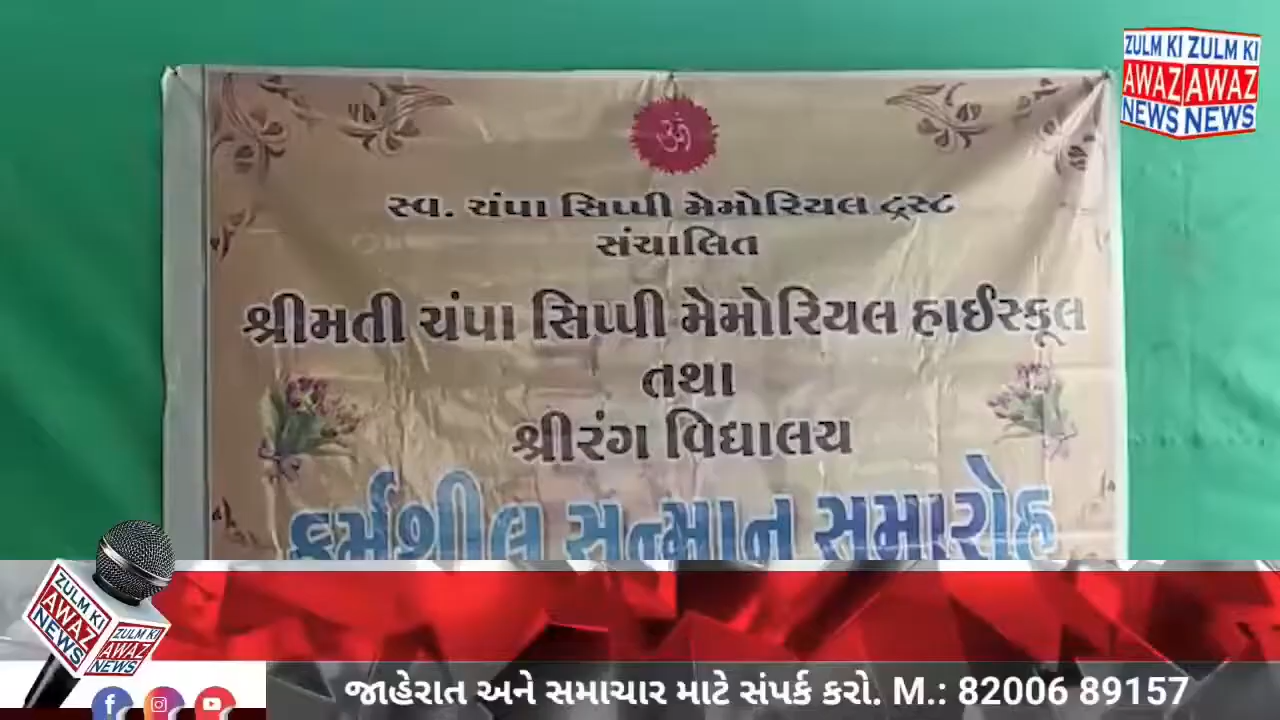 ZULM KI ZULM KI
AWAZ AWAZ
NEWS NEWS
ૐ
સ્વ. ચંપા સિપ્પી મેમોરિયલ ટ્રસ્ટ
સંચાલિત
શ્રીમતી ચંપા સિપ્પી મેમોરિયલ હાઈસ્કૂલ
તથા
શ્રીરંગ વિદ્યાલય
કર્મશીલ સન્માન સમારોહ
ZULM KI
AWAZ
NEWS
ZULM KI
AWAZ
NEWS
જાહેરાત અને સમાચાર માટે સંપર્ક કરો. M.: 82006 89157